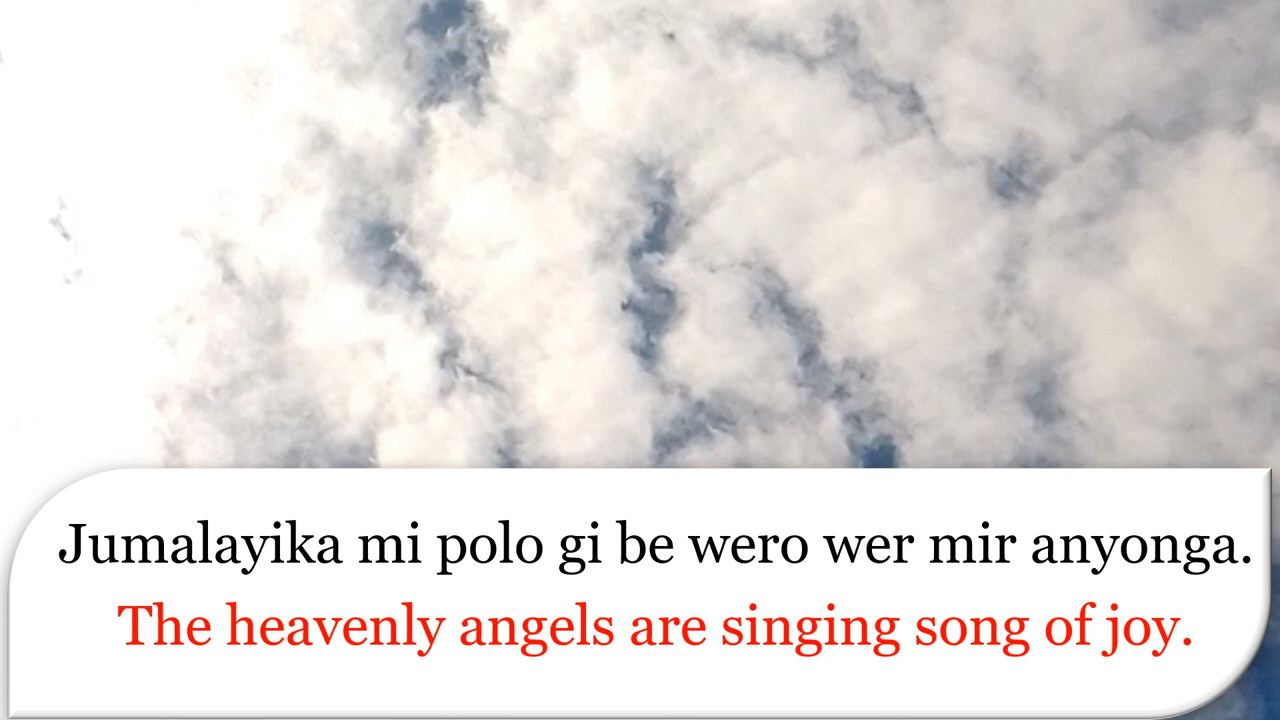 Jumalayika mi polo gi be wero wer mir anyonga.
The heavenly angels are singing song of joy.